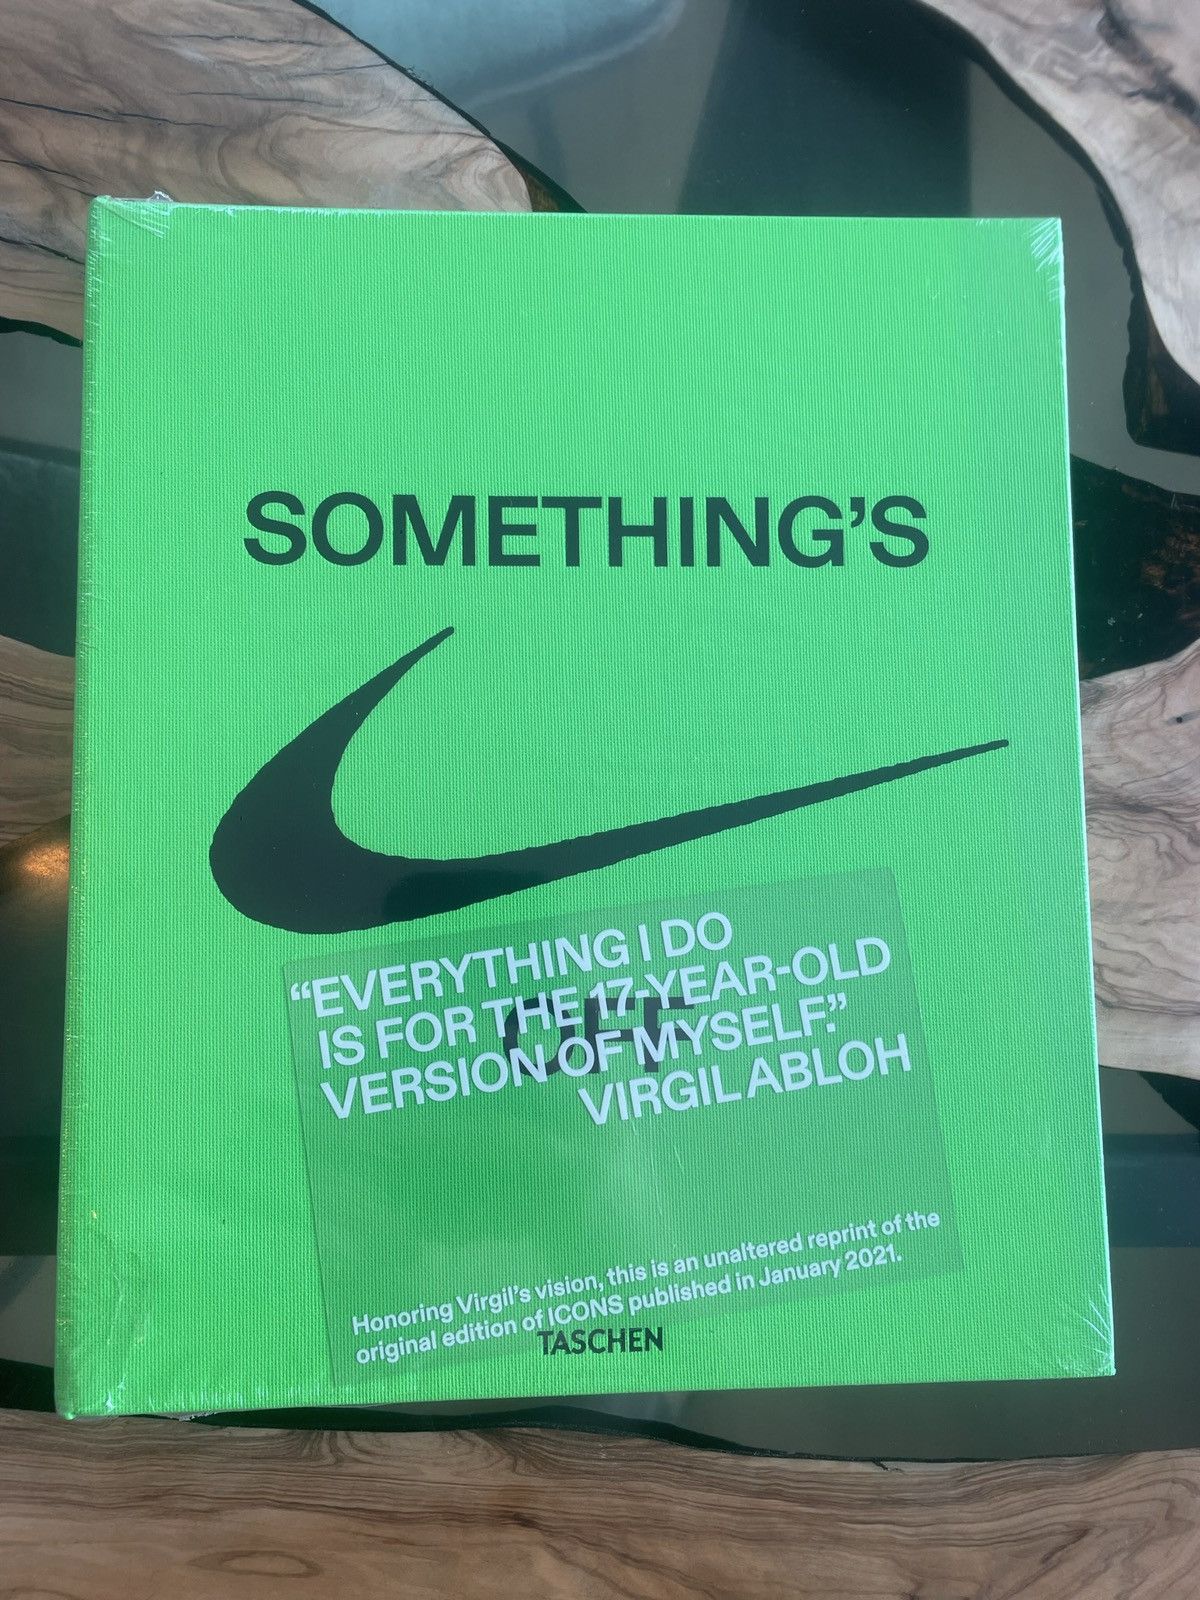 SOMETHING'S
“EVERYTHING I DO
IS FOR THE 17-YEAR-OLD
VERSION OF MYSELF.”
VIRGIL ABLOH
OFF
Honoring Virgil's vision, this is an unaltered reprint of the
original edition of ICONS published in January 2021.
TASCHEN